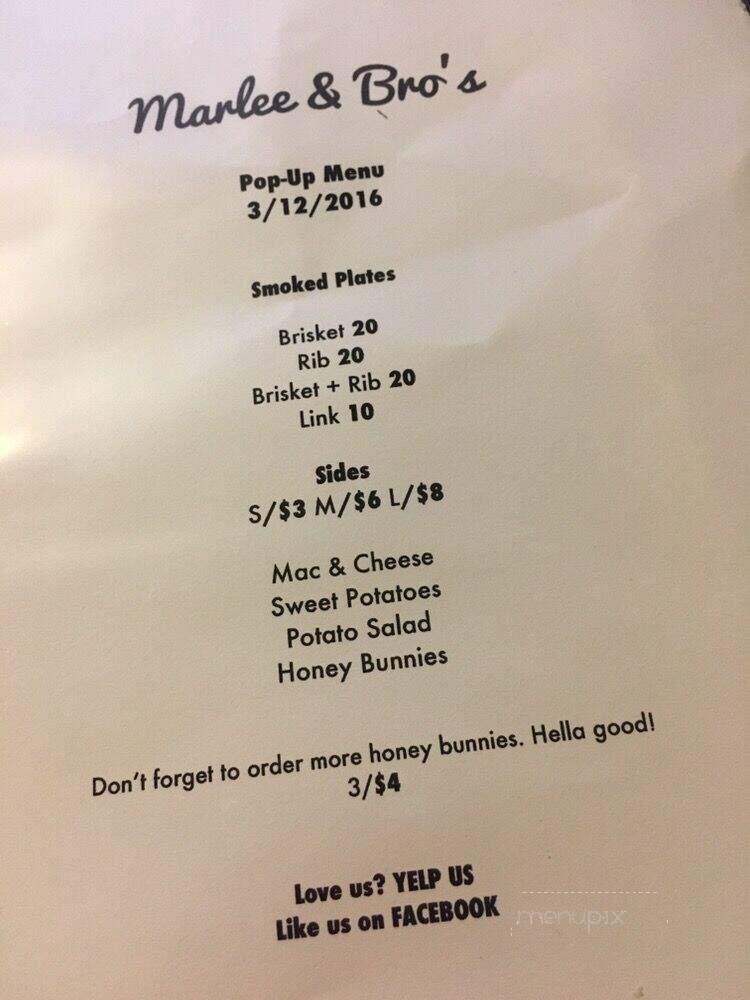 Marlee & Bro's
Pop-Up Menu
3/12/2016
Smoked Plates
Brisket 20
Rib 20
Brisket + Rib 20
Link 10
Sides
S/$3 M/$6 L/$8
Mac & Cheese
Sweet Potatoes
Potato Salad
Honey Bunnies
Don't forget to order more honey bunnies. Hella good!
3/$4
Love us? YELP US
Like us on FACEBOOK
menupix